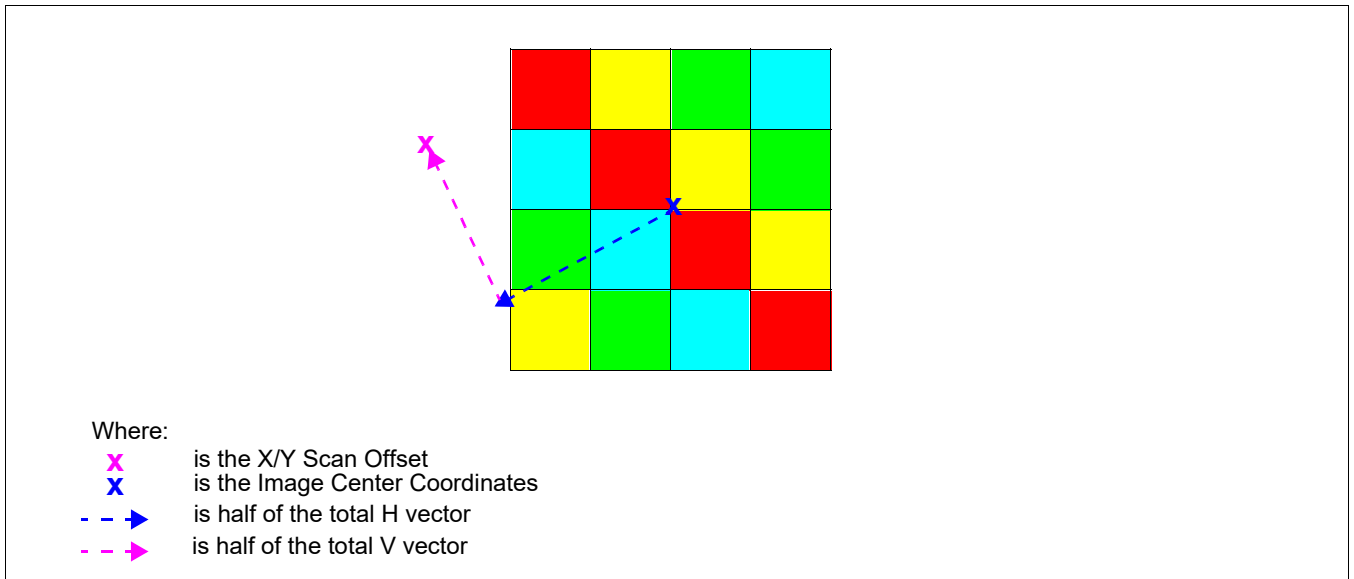 x
x
Where:
x is the X/Y Scan Offset
x is the Image Center Coordinates
is half of the total H vector
is half of the total V vector